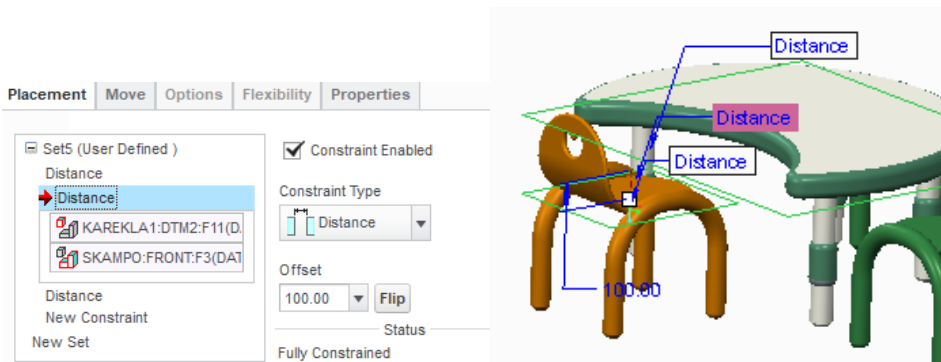 Placement Move Options Flexibility Properties
Set5 (User Defined )
Distance
Distance
KAREKLA1:DTM2:F11(D.
SKAMPO:FRONT:F3(DAT
Distance
New Constraint
New Set
Constraint Enabled
Constraint Type
Distance
Offset
100.00 Flip
Status
Fully Constrained
Distance
Distance
Distance
100.00